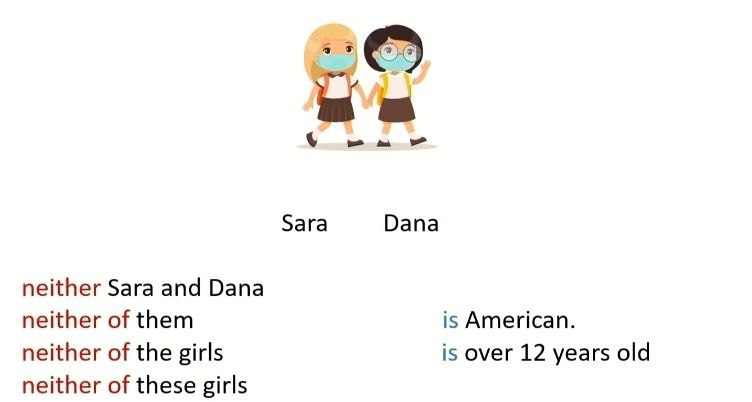 Sara Dana
neither Sara and Dana
neither of them is American.
neither of the girls is over 12 years old
neither of these girls